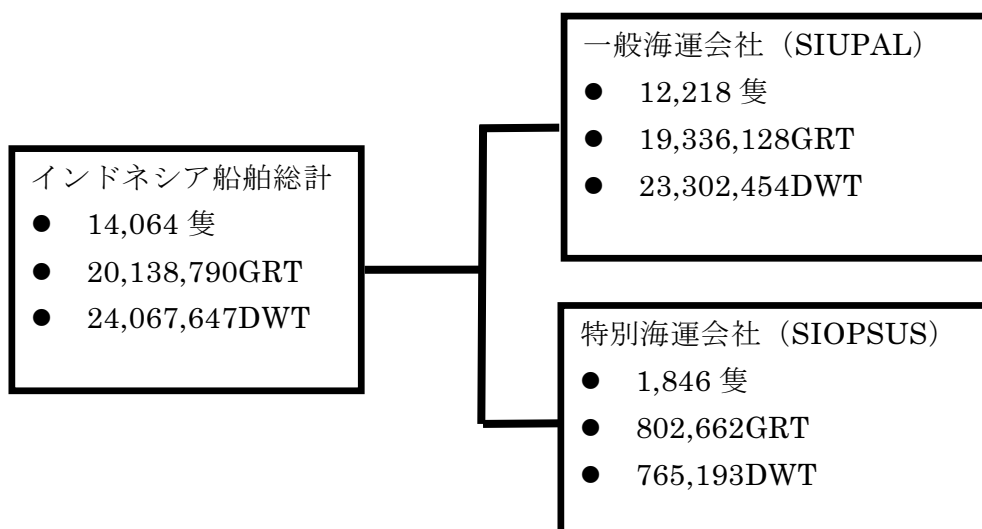 一般海運会社（SIUPAL）
● 12,218 隻
● 19,336,128GRT
● 23,302,454DWT
インドネシア船舶総計
● 14,064 隻
● 20,138,790GRT
● 24,067,647DWT
特別海運会社（SIOPSUS）
● 1,846 隻
● 802,662GRT
● 765,193DWT